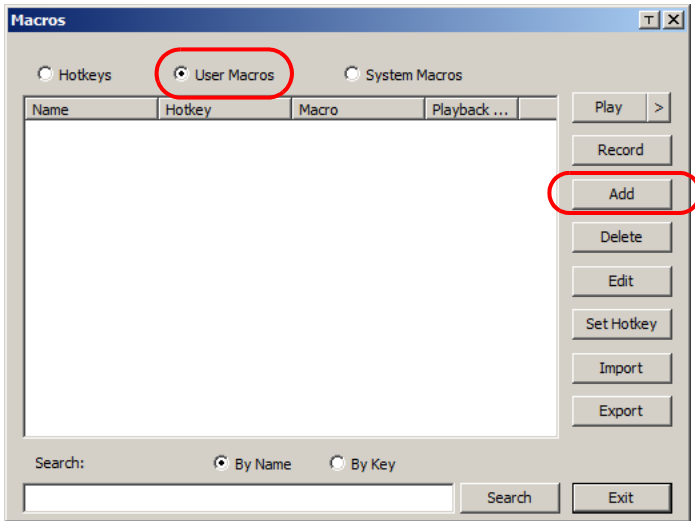 Macros
T X
Hotkeys User Macros System Macros
Name Hotkey Macro Playback ...
Play >
Record
Add
Delete
Edit
Set Hotkey
Import
Export
Search: By Name By Key
Search Exit